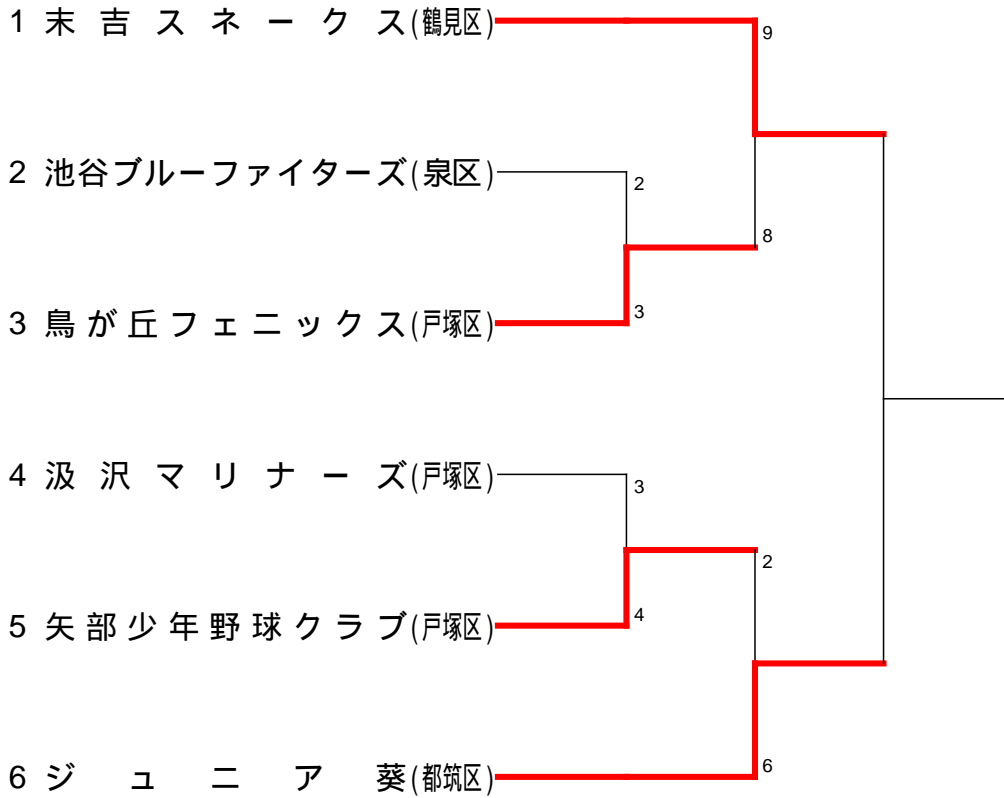 1 末吉スネークス(鶴見区)
9
2 池谷ブルーファイターズ(泉区)
2
8
3 鳥が丘フェニックス(戸塚区)
3
4 汲沢マリナーズ(戸塚区)
3
2
5 矢部少年野球クラブ(戸塚区)
4
6 ジュニア葵(都筑区)
6